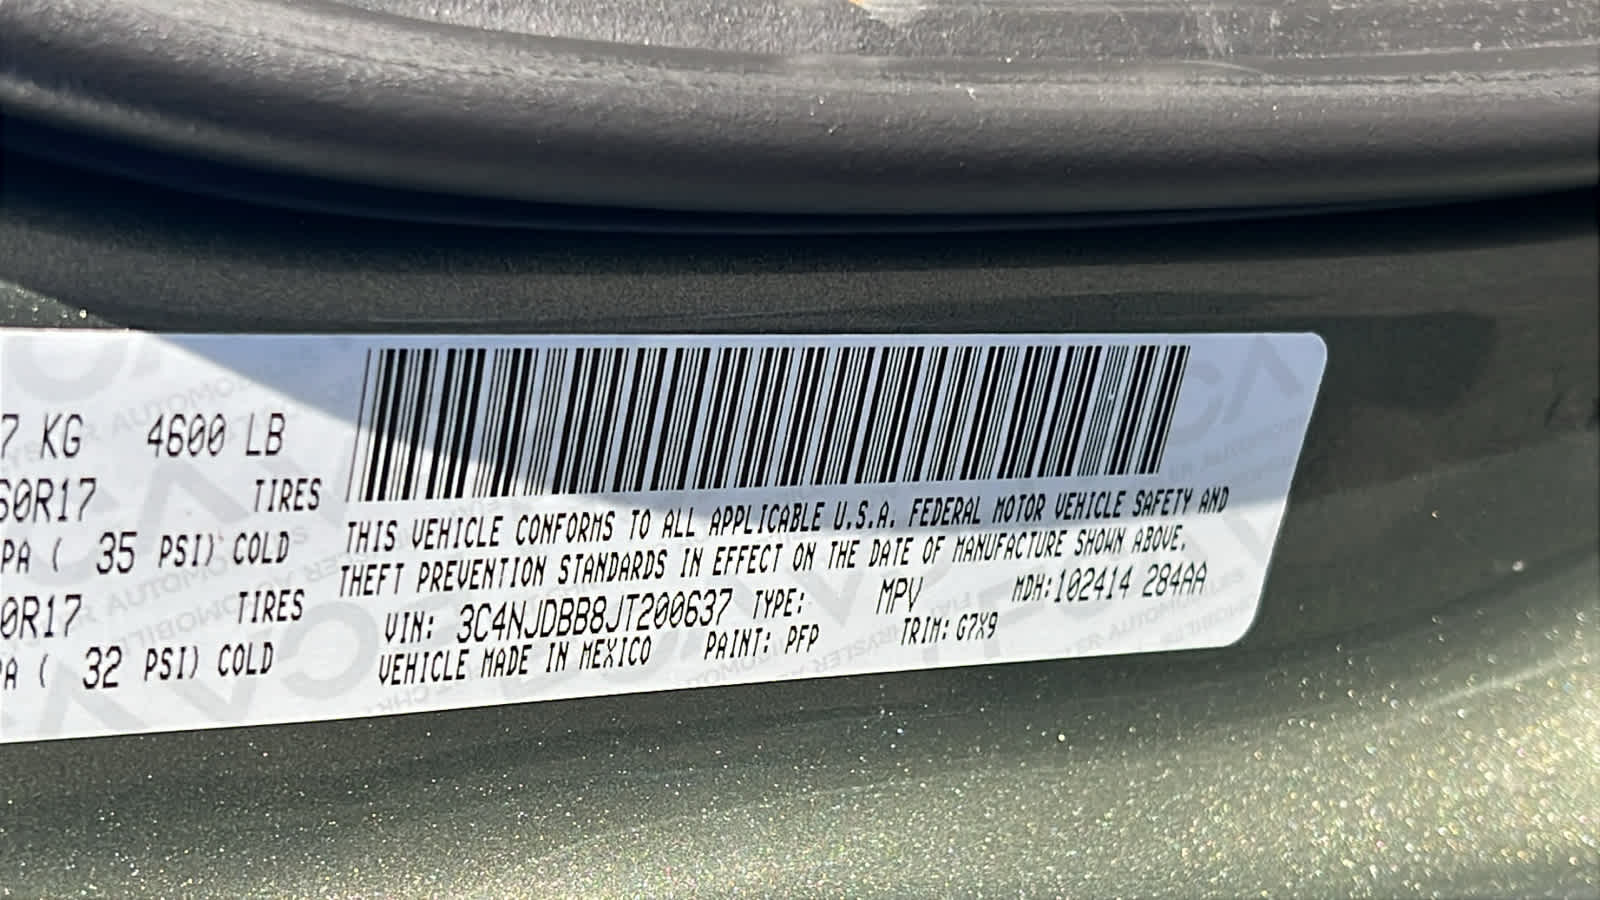 7 KG 4600 LB
60R17 TIRES
PA ( 35 PSI) COLD
0R17 TIRES
PA ( 32 PSI) COLD
THIS VEHICLE CONFORMS TO ALL APPLICABLE U.S.A. FEDERAL MOTOR VEHICLE SAFETY AND
THEFT PREVENTION STANDARDS IN EFFECT ON THE DATE OF MANUFACTURE SHOWN ABOVE.
VIN: 3C4NJDBB8JT200637 TYPE: MPV MDH:102414 284AA
VEHICLE MADE IN MEXICO PAINT: PFP TRIM: G7X9